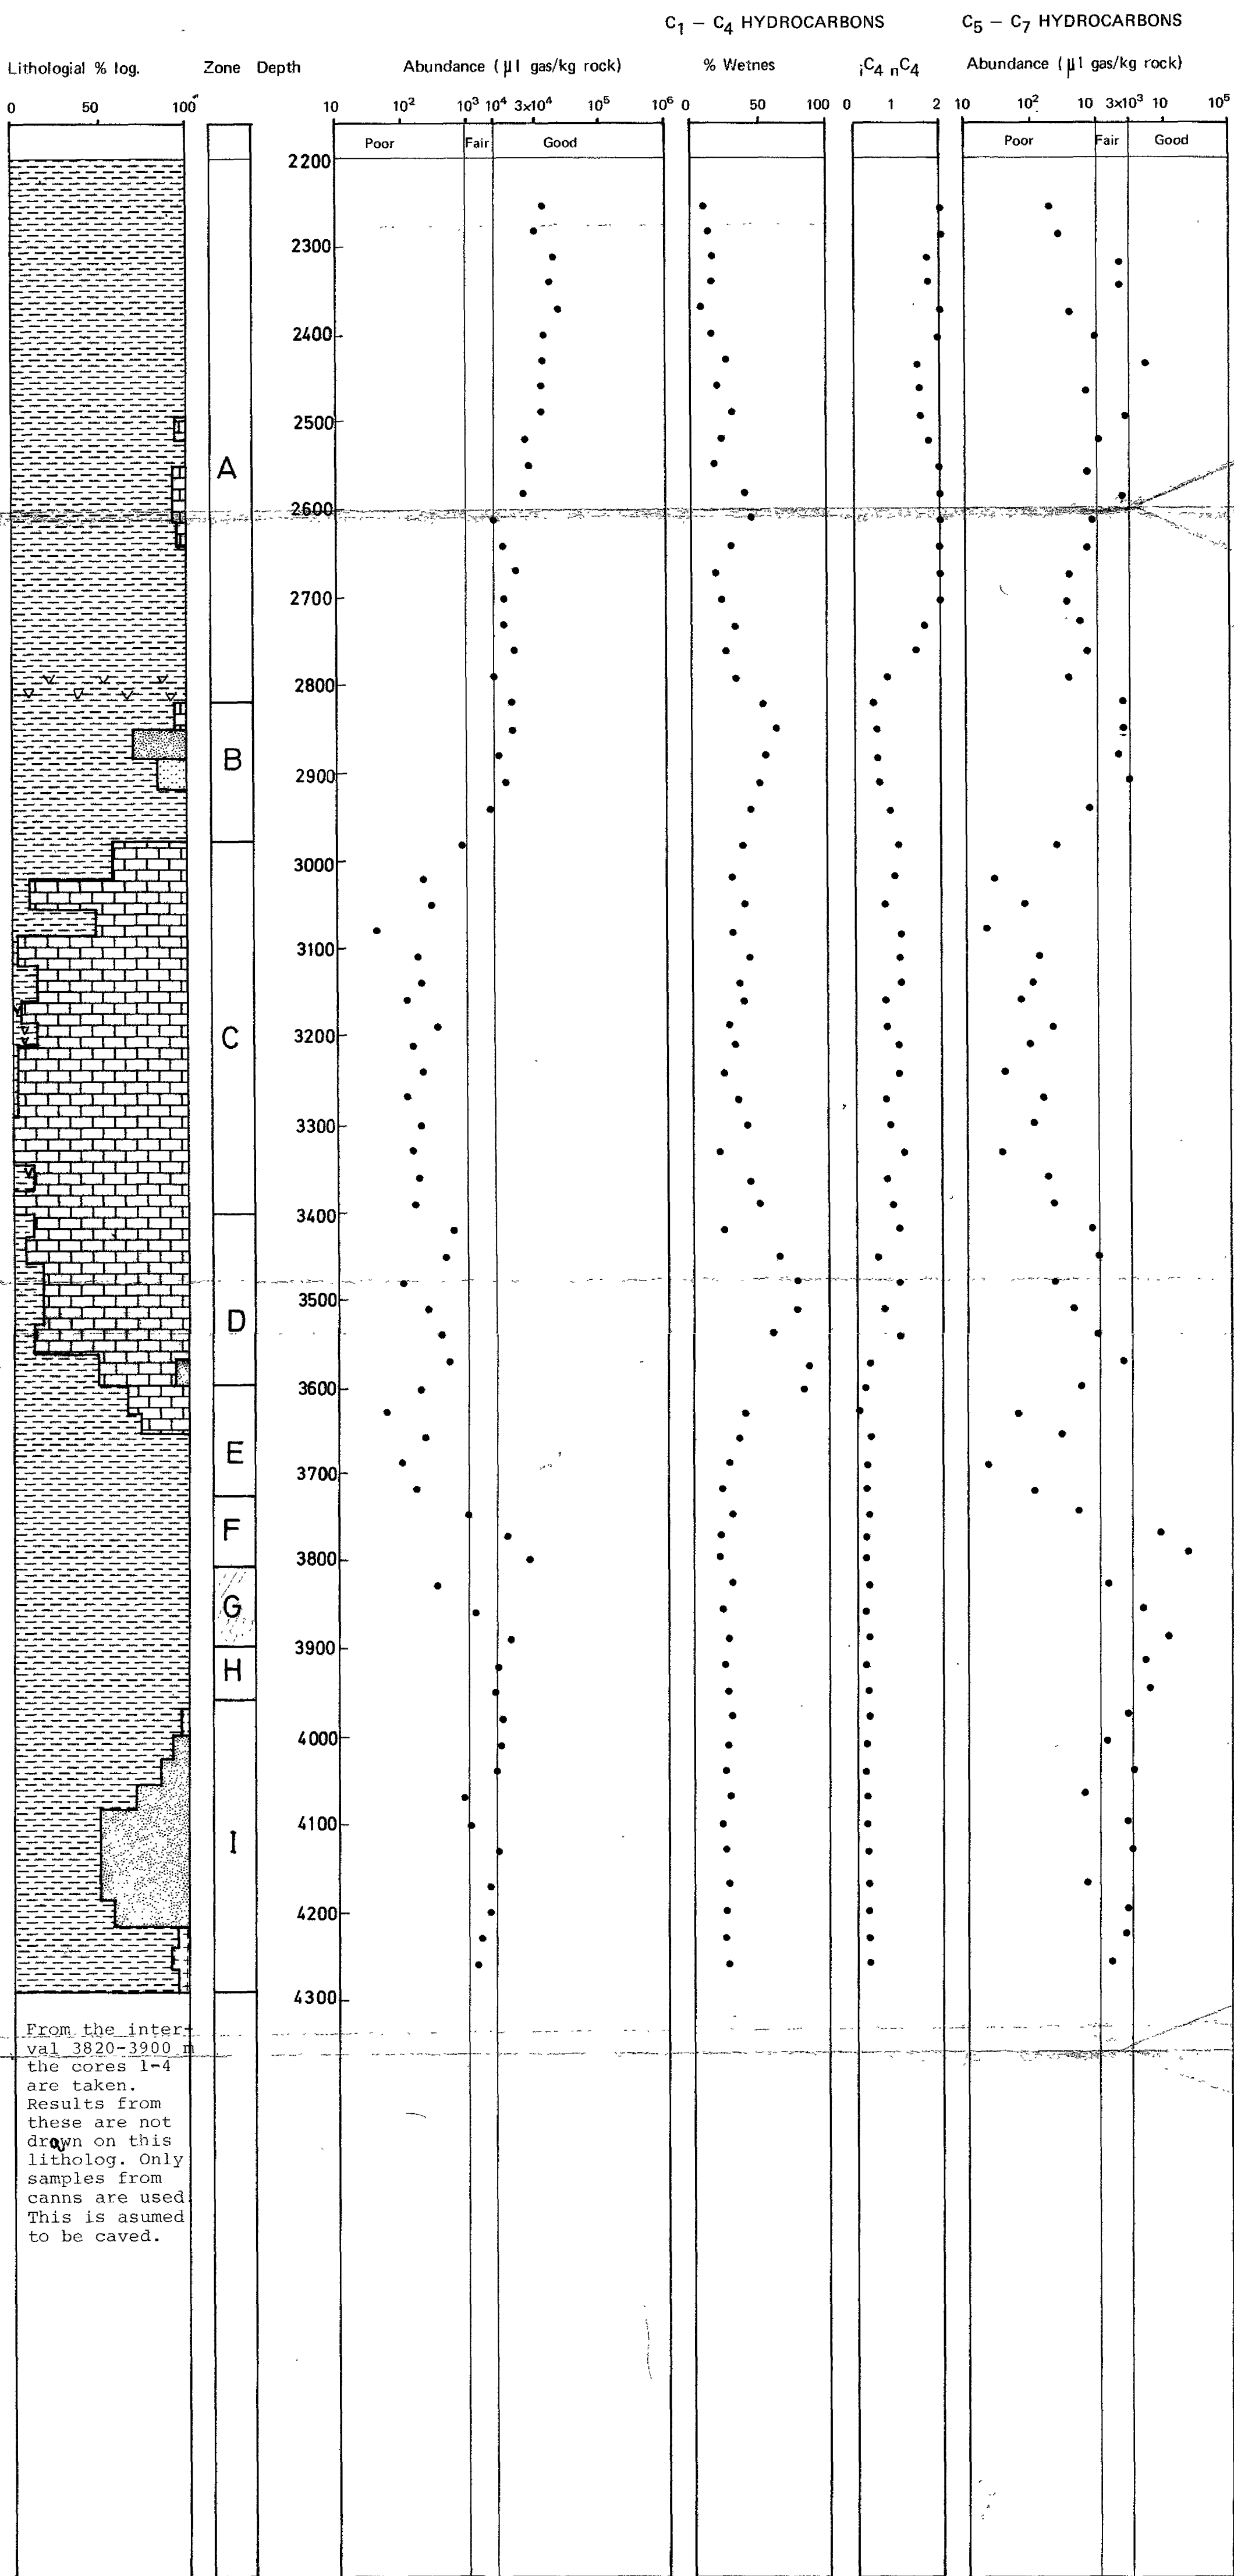 C1 – C4 HYDROCARBONS
C5 – C7 HYDROCARBONS
Lithologial % log.
Zone
Depth
Abundance (µl gas/kg rock)
% Wetnes
iC4 nC4
Abundance (µl gas/kg rock)
0 50 100
10 10² 10³ 10⁴ 3x10⁴ 10⁵ 10⁶
0 50 100
0 1 2
10 10² 10 3x10³ 10 10⁵
Poor Fair Good
Poor Fair Good
2200
2300
2400
2500
A
2600
2700
2800
B
2900
3000
3100
C
3200
3300
3400
D
3500
3600
E
3700
F
3800
G
3900
H
4000
4100
I
4200
4300
From the inter-
val 3820-3900 m
the cores 1-4
are taken.
Results from
these are not
drawn on this
litholog. Only
samples from
canns are used
This is asumed
to be caved.